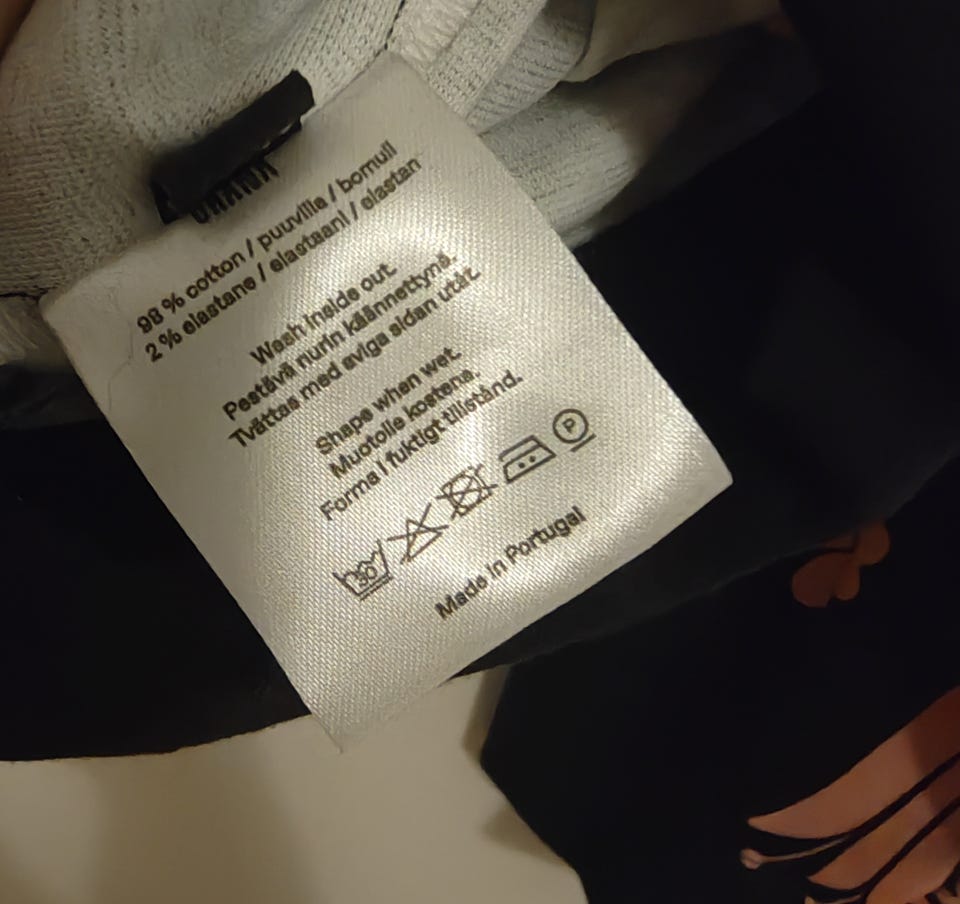 98 % cotton / puuvilla / bomull
2 % elastane / elastaani / elastan
Wash inside out.
Pestävä nurin käännettynä.
Tvättas med aviga sidan utåt.
Shape when wet.
Muotoile kosteana.
Forma i fuktigt tillstånd.
30°
P
Made in Portugal